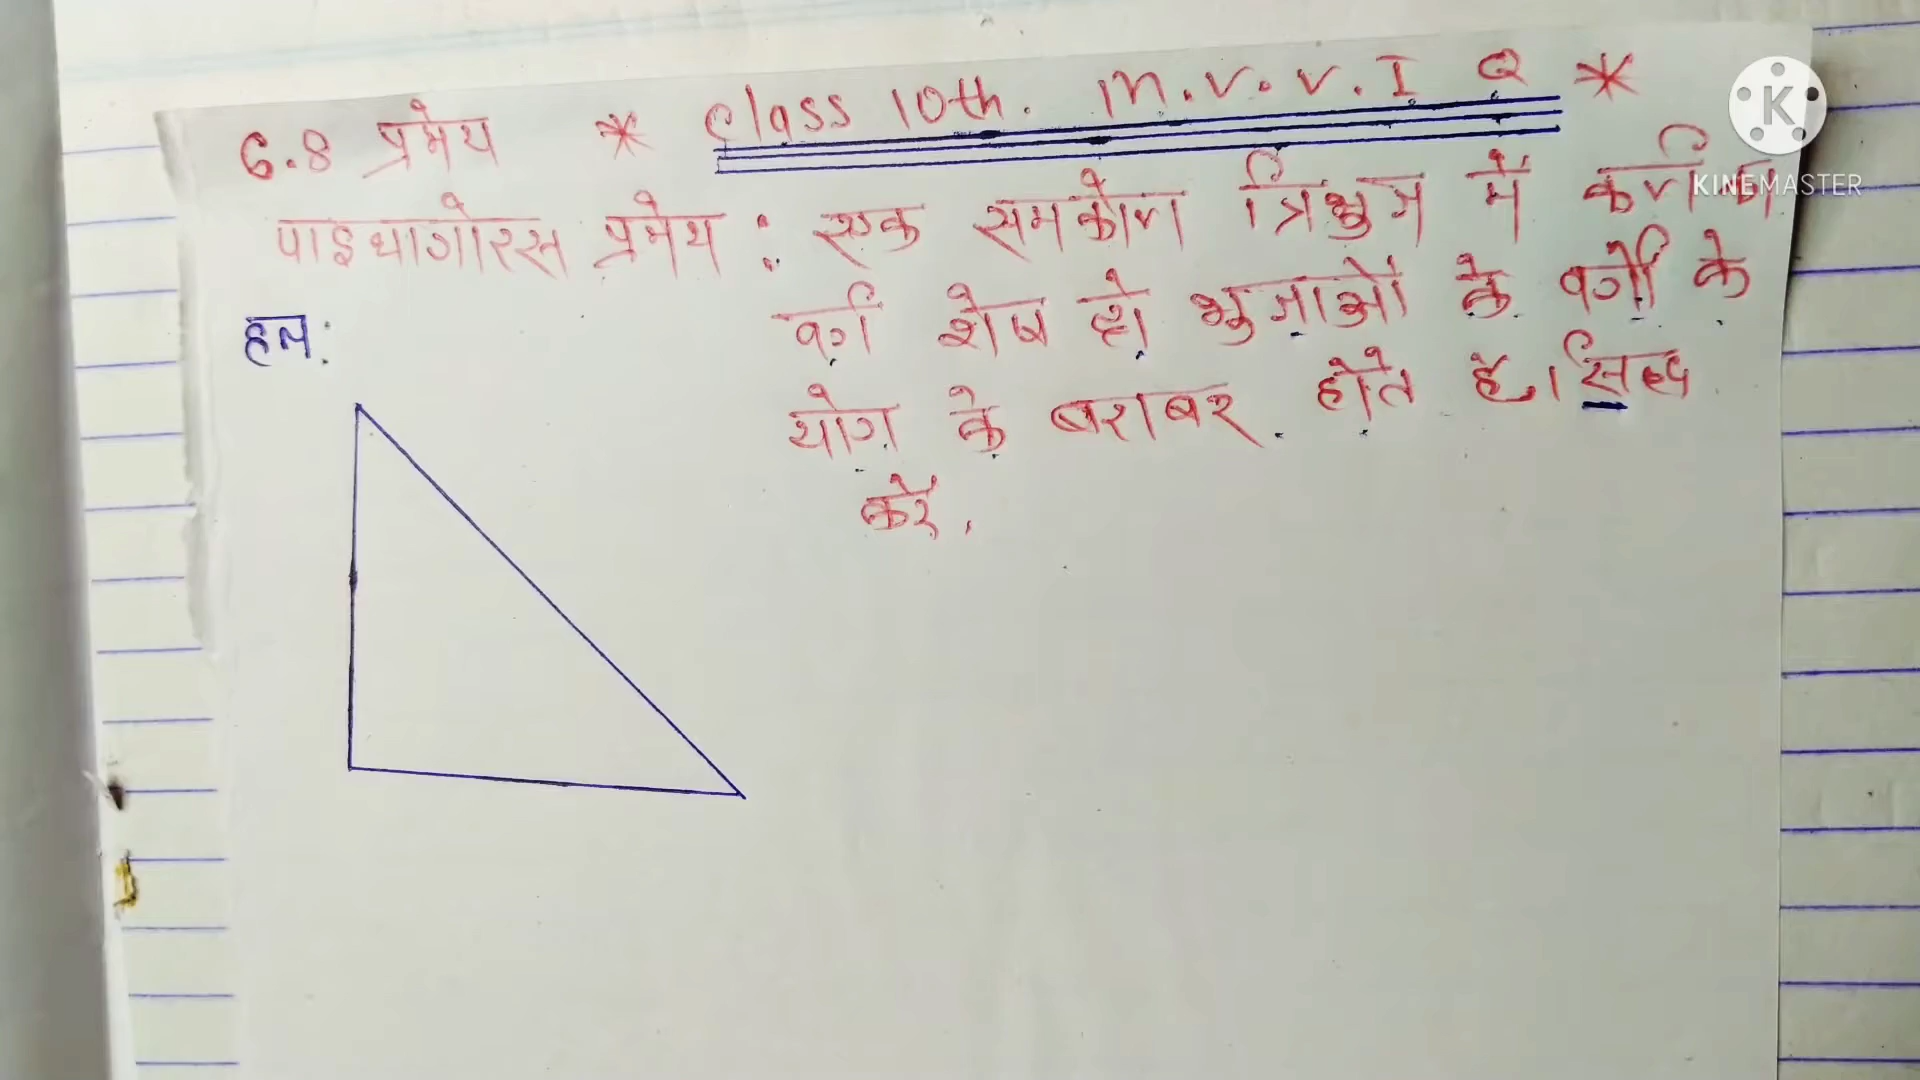 6.8 प्रमेय * Class 10th. M.V.V.I Q *
पाइथागोरस प्रमेय : एक समकोण त्रिभुज में कर्ण का
वर्ग शेष दो भुजाओं के वर्गों के
योग के बराबर होते हैं। सिद्ध
करें,
हल:
K
KINEMASTER